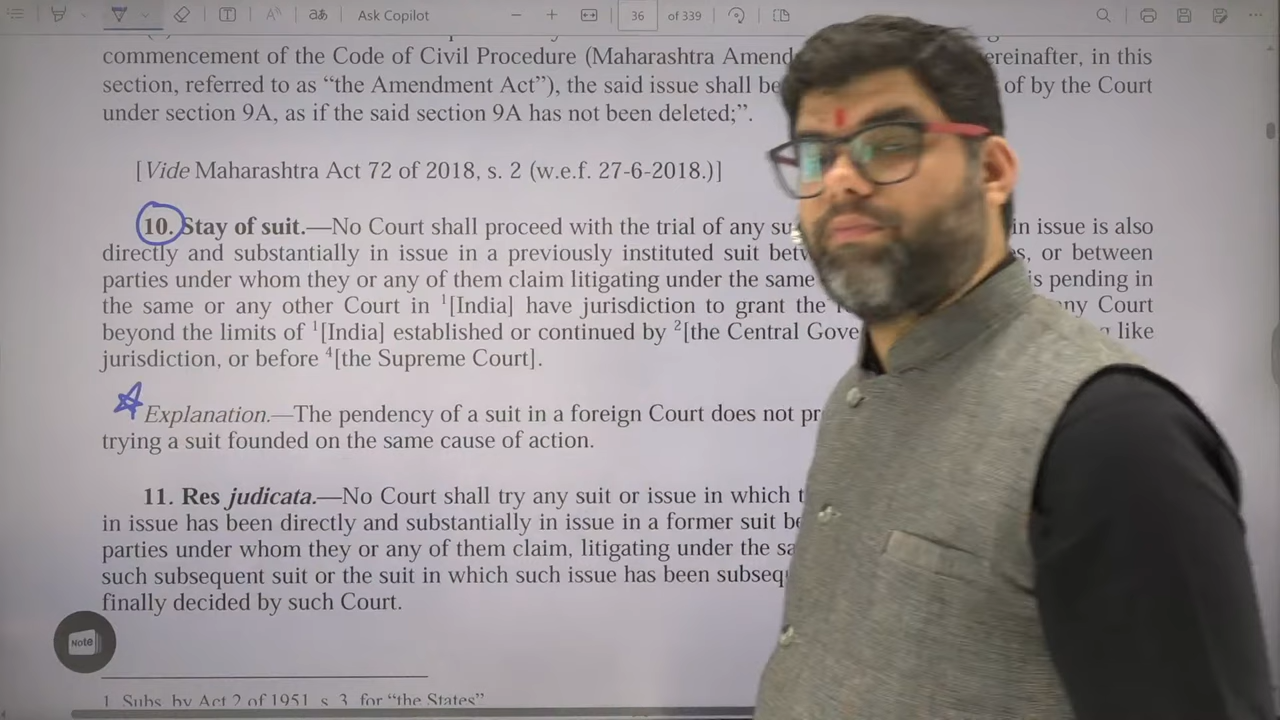 Ask Copilot
36 of 339
commencement of the Code of Civil Procedure (Maharashtra Amend ereinafter, in this
section, referred to as “the Amendment Act”), the said issue shall be of by the Court
under section 9A, as if the said section 9A has not been deleted;”.
[Vide Maharashtra Act 72 of 2018, s. 2 (w.e.f. 27-6-2018.)]
10. Stay of suit.—No Court shall proceed with the trial of any su in issue is also
directly and substantially in issue in a previously instituted suit betw es, or between
parties under whom they or any of them claim litigating under the same is pending in
the same or any other Court in 1[India] have jurisdiction to grant the ny Court
beyond the limits of 1[India] established or continued by 2[the Central Gove g like
jurisdiction, or before 4[the Supreme Court].
Explanation.—The pendency of a suit in a foreign Court does not pr
trying a suit founded on the same cause of action.
11. Res judicata.—No Court shall try any suit or issue in which t
in issue has been directly and substantially in issue in a former suit be
parties under whom they or any of them claim, litigating under the sa
such subsequent suit or the suit in which such issue has been subseq
finally decided by such Court.
Note
1. Subs. by Act 2 of 1951, s. 3, for “the States”